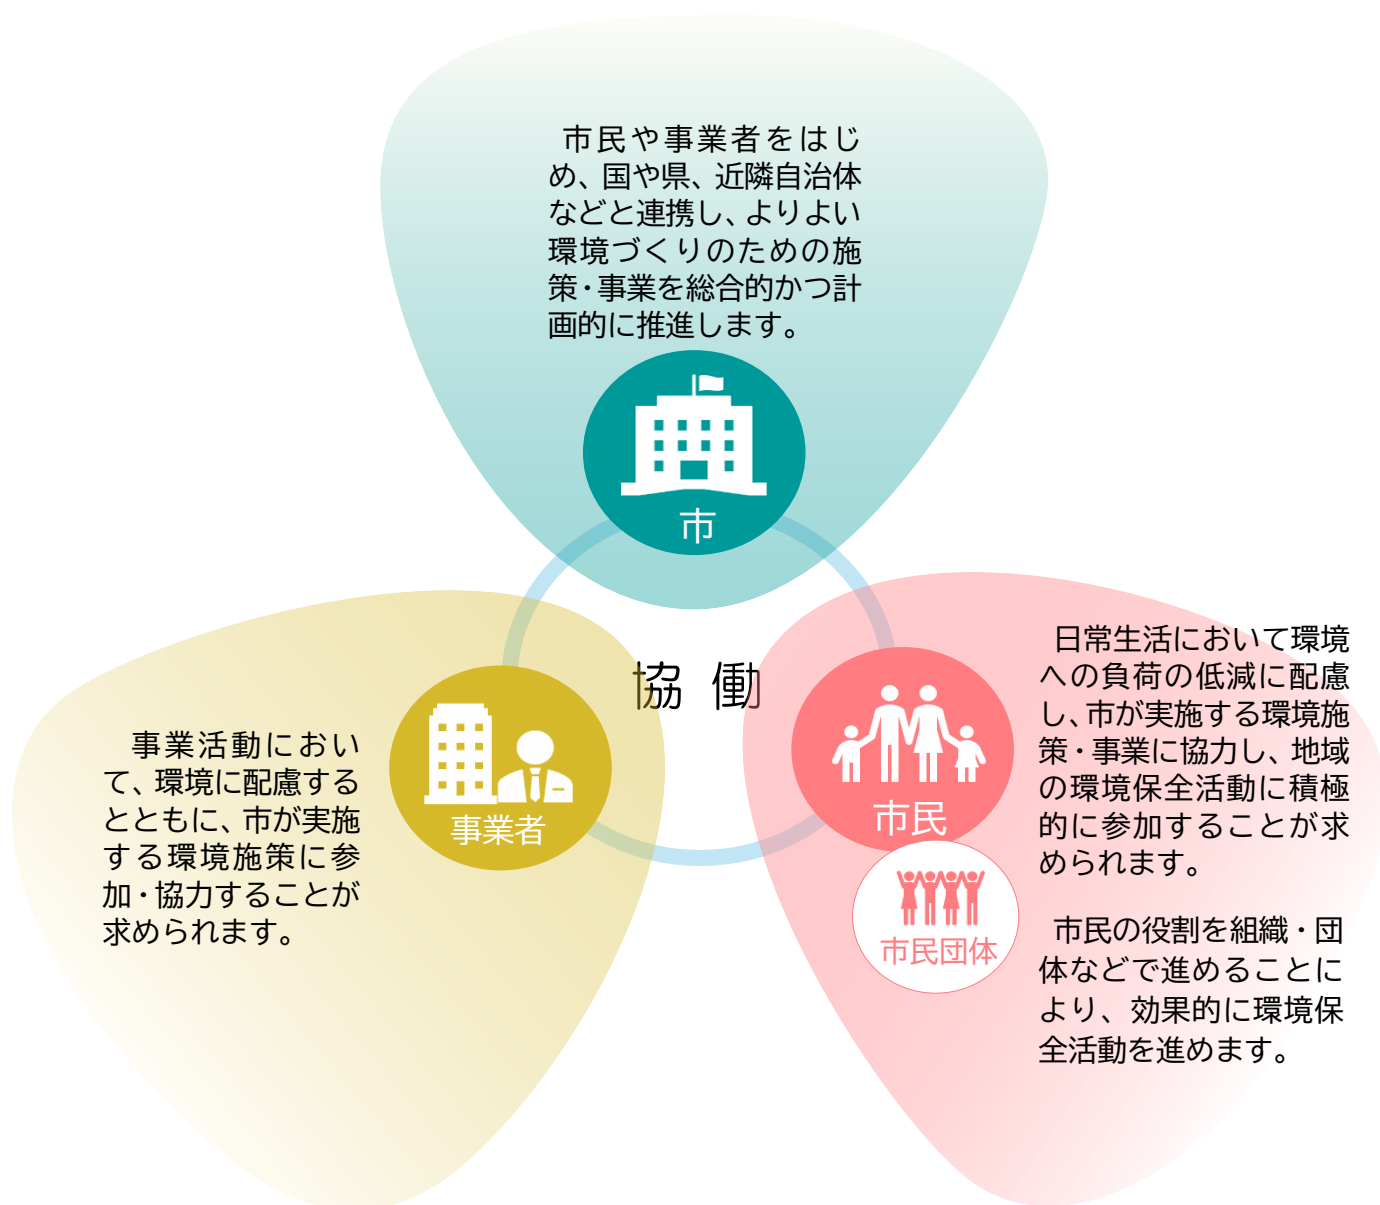 市民や事業者をはじ
め、国や県、近隣自治体
などと連携し、よりよい
環境づくりのための施
策・事業を総合的かつ計
画的に推進します。
市
協 働
事業活動におい
て、環境に配慮する
とともに、市が実施
する環境施策に参
加・協力することが
求められます。
事業者
市民
市民団体
日常生活において環境
への負荷の低減に配慮
し、市が実施する環境施
策・事業に協力し、地域
の環境保全活動に積極
的に参加することが求
められます。
市民の役割を組織・団
体などで進めることに
より、効果的に環境保
全活動を進めます。